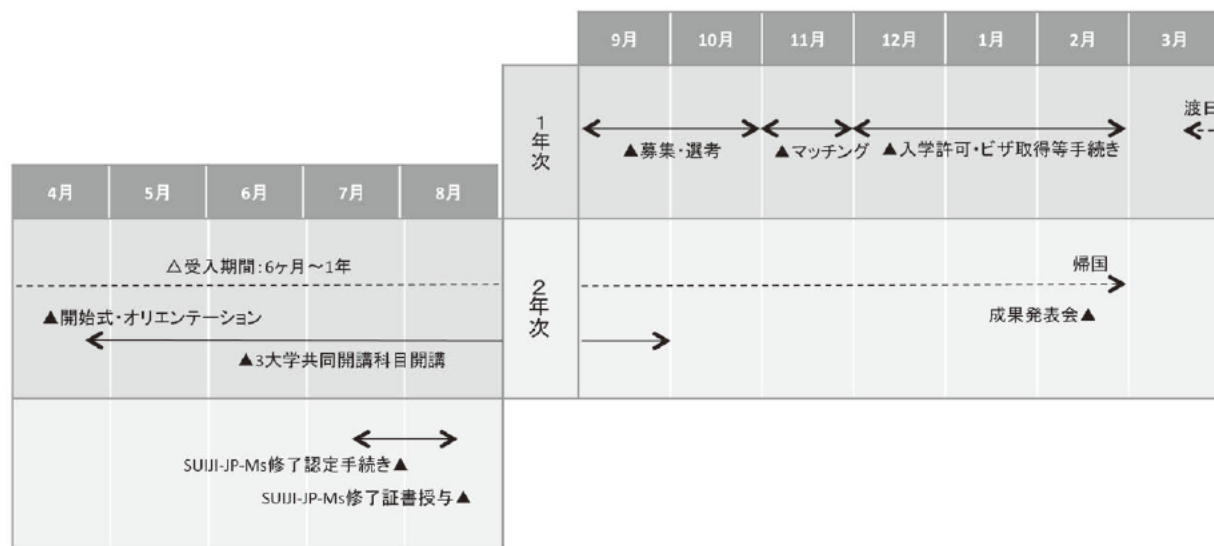 9月 10月 11月 12月 1月 2月 3月
1年次
渡日
▲募集・選考 ▲マッチング ▲入学許可・ビザ取得等手続き
4月 5月 6月 7月 8月
2年次
△受入期間:6ヶ月～1年
帰国
▲開始式・オリエンテーション
成果発表会▲
▲3大学共同開講科目開講
SUIJI-JP-Ms修了認定手続き▲
SUIJI-JP-Ms修了証書授与▲